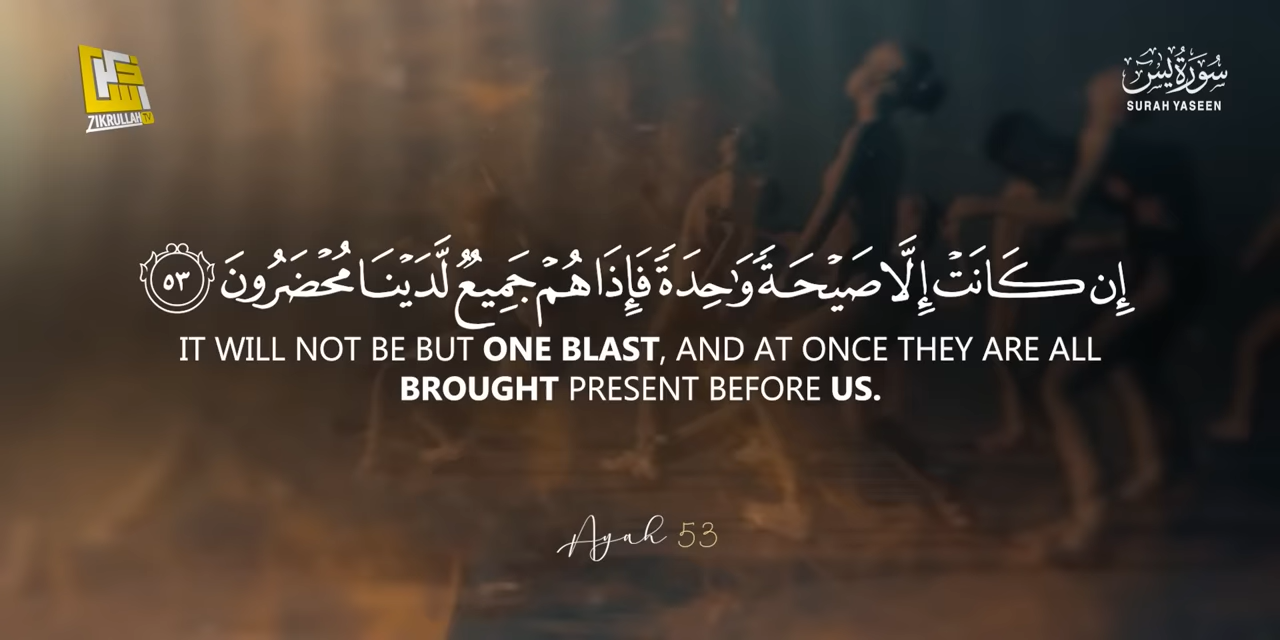 ZIKRULLAH TV
سورة يس
SURAH YASEEN
إِن كَانَتْ إِلَّا صَيْحَةً وَٰحِدَةً فَإِذَا هُمْ جَمِيعٌ لَّدَيْنَا مُحْضَرُونَ ٥٣
IT WILL NOT BE BUT ONE BLAST, AND AT ONCE THEY ARE ALL
BROUGHT PRESENT BEFORE US.
Ayah 53